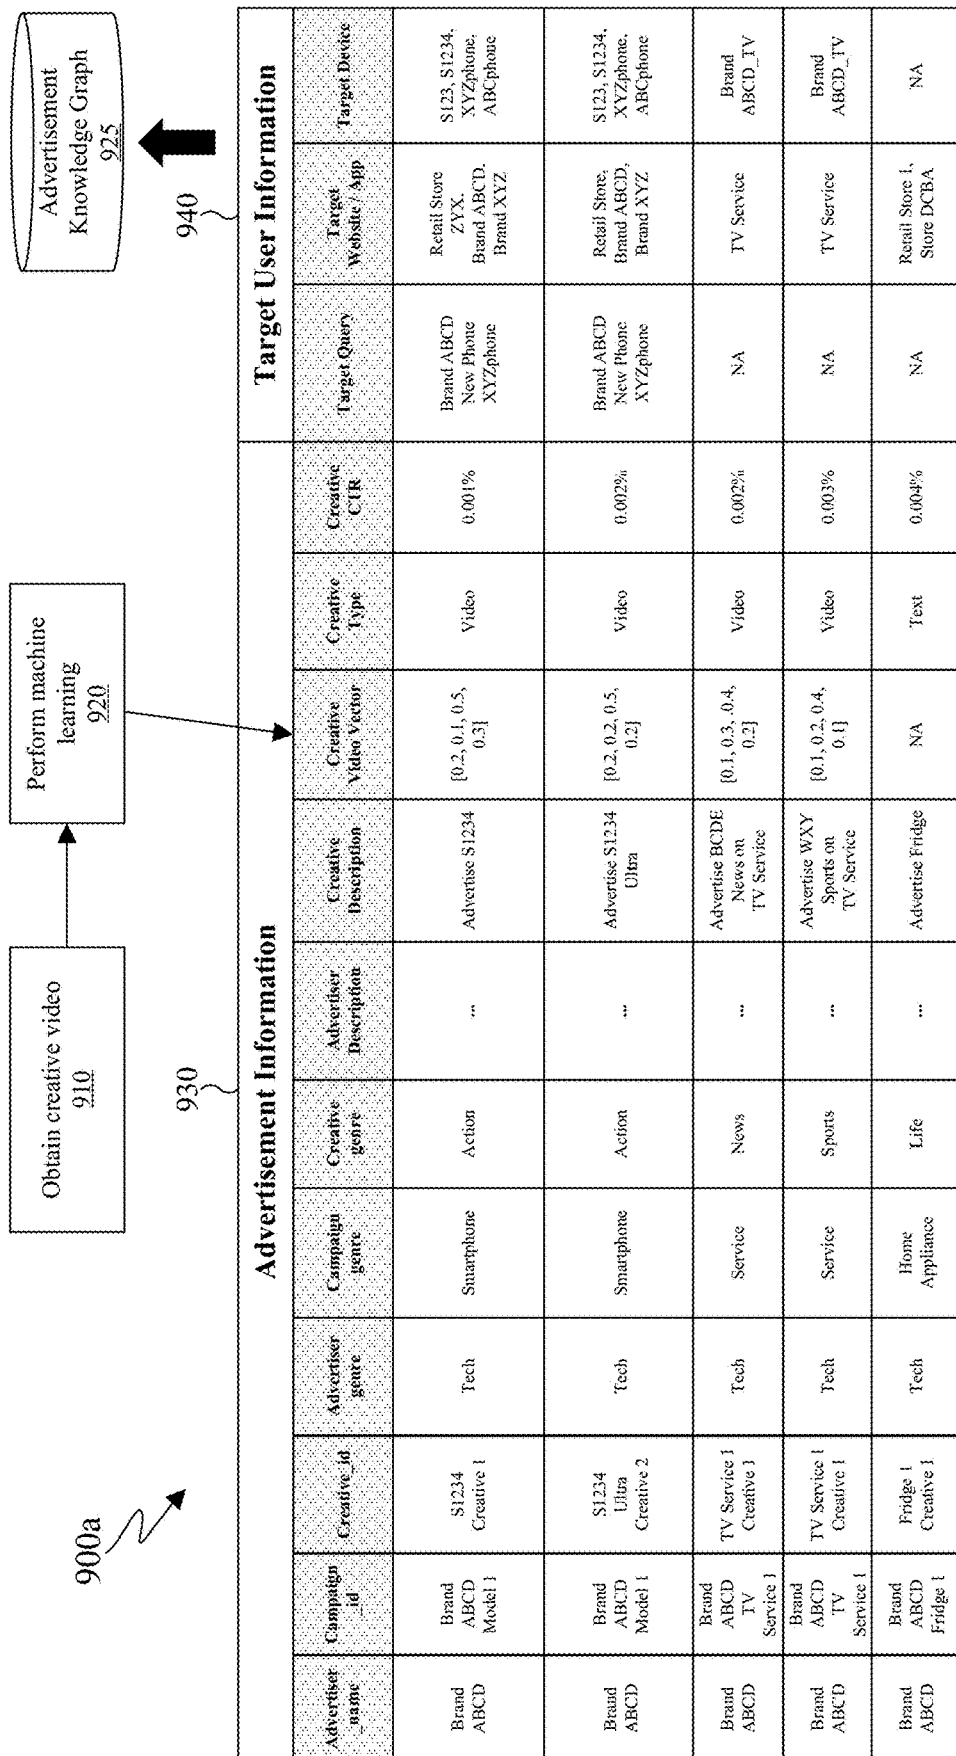 900a
Obtain creative video
910
Perform machine
learning
920
Advertisement
Knowledge Graph
925
930
940
Advertisement Information
Target User Information
Advertiser
_name
Campaign
_id
Creative_id
Advertiser
genre
Campaign
genre
Creative
genre
Advertiser
Description
Creative
Description
Creative
Video Vector
Creative
Type
Creative
CTR
Target Query
Target
Website / App
Target Device
Brand
ABCD
Brand
ABCD
Model 1
S1234
Creative 1
Tech
Smartphone
Action
...
Advertise S1234
[0.2, 0.1, 0.5,
0.3]
Video
0.001%
Brand ABCD
New Phone
XYZphone
Retail Store
ZYX,
Brand ABCD,
Brand XYZ
S123, S1234,
XYZphone,
ABCphone
Brand
ABCD
Brand
ABCD
Model 1
S1234
Ultra
Creative 2
Tech
Smartphone
Action
...
Advertise S1234
Ultra
[0.2, 0.2, 0.5,
0.2]
Video
0.002%
Brand ABCD
New Phone
XYZphone
Retail Store,
Brand ABCD,
Brand XYZ
S123, S1234,
XYZphone,
ABCphone
Brand
ABCD
Brand
ABCD
TV
Service 1
TV Service 1
Creative 1
Tech
Service
News
...
Advertise BCDE
News on
TV Service
[0.1, 0.3, .0.4,
0.2]
Video
0.002%
NA
TV Service
Brand
ABCD_TV
Brand
ABCD
Brand
ABCD
TV
Service 1
TV Service 1
Creative 1
Tech
Service
Sports
...
Advertise WXY
Sports on
TV Service
[0.1, 0.2, 0.4,
0.1]
Video
0.003%
NA
TV Service
Brand
ABCD_TV
Brand
ABCD
Brand
ABCD
Fridge 1
Fridge 1
Creative 1
Tech
Home
Appliance
Life
...
Advertise Fridge
NA
Text
0.004%
NA
Retail Store 1,
Store DCBA
NA